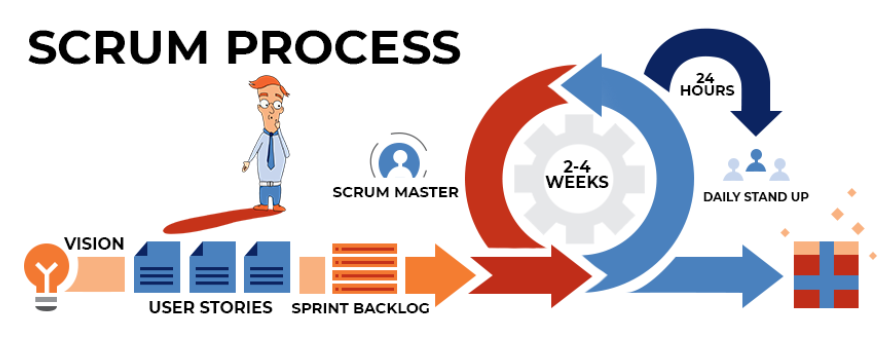 SCRUM PROCESS
24
HOURS
2-4
WEEKS
SCRUM MASTER
DAILY STAND UP
VISION
USER STORIES
SPRINT BACKLOG